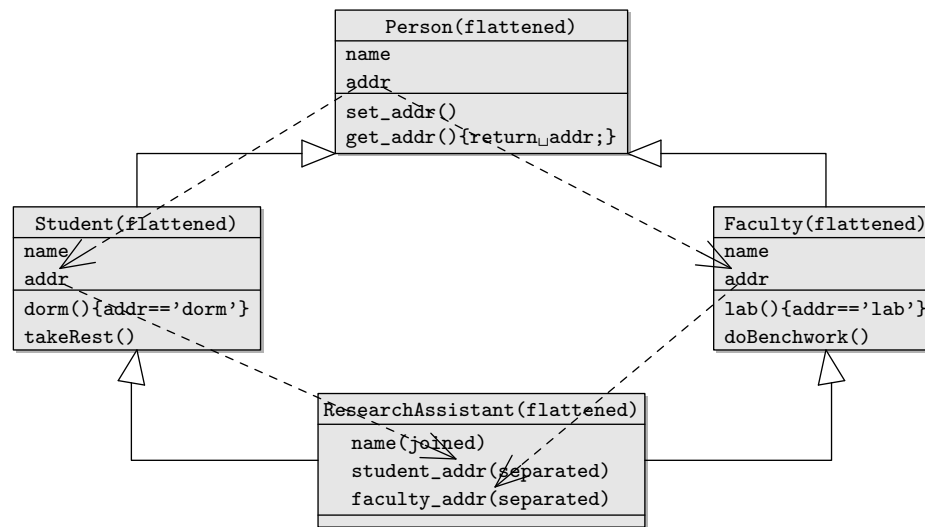 Person(flattened)
name
addr
set_addr()
get_addr(){return␣addr;}
Student(flattened)
name
addr
dorm(){addr=='dorm'}
takeRest()
Faculty(flattened)
name
addr
lab(){addr=='lab'}
doBenchwork()
ResearchAssistant(flattened)
name(joined)
student_addr(separated)
faculty_addr(separated)